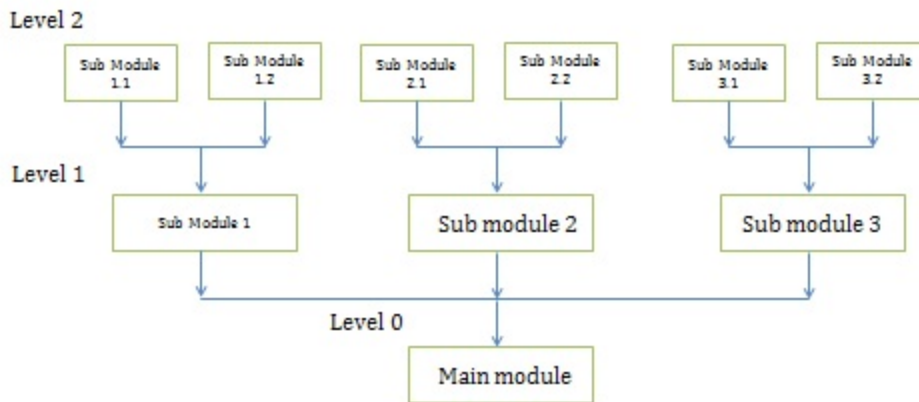 Level 2
Sub Module
1.1
Sub Module
1.2
Sub Module
2.1
Sub Module
2.2
Sub Module
3.1
Sub Module
3.2
Level 1
Sub Module 1
Sub module 2
Sub module 3
Level 0
Main module